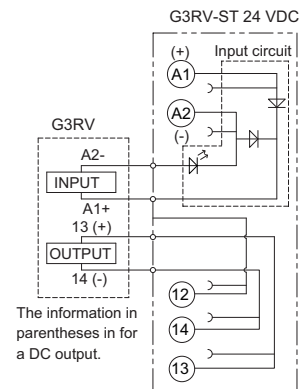 G3RV-ST 24 VDC
(+)
Input circuit
A1
A2
(-)
G3RV
A2-
INPUT
A1+
13 (+)
OUTPUT
14 (-)
12
14
13
The information in
parentheses in for
a DC output.